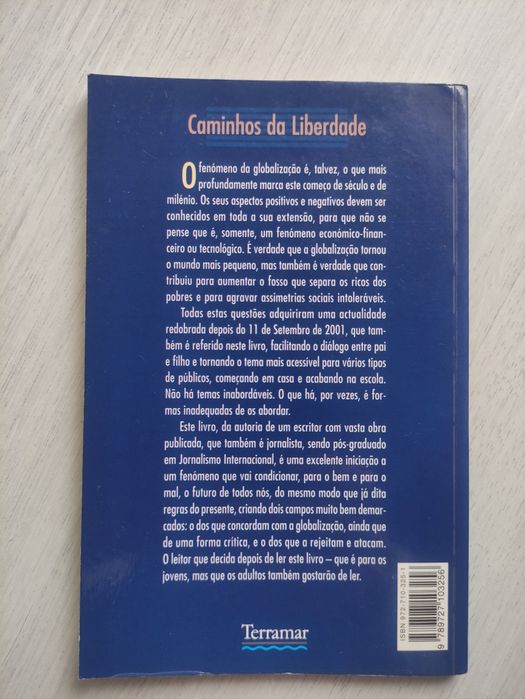 Caminhos da Liberdade
O fenómeno da globalização é, talvez, o que mais
profundamente marca este começo de século e de
milénio. Os seus aspectos positivos e negativos devem ser
conhecidos em toda a sua extensão, para que não se
pense que é, somente, um fenómeno económico-finan-
ceiro ou tecnológico. É verdade que a globalização tornou
o mundo mais pequeno, mas também é verdade que con-
tribuiu para aumentar o fosso que separa os ricos dos
pobres e para agravar assimetrias sociais intoleráveis.
Todas estas questões adquiriram uma actualidade
redobrada depois do 11 de Setembro de 2001, que tam-
bém é referido neste livro, facilitando o diálogo entre pai
e filho e tornando o tema mais acessível para vários tipos
de públicos, começando em casa e acabando na escola.
Não há temas inabordáveis. O que há, por vezes, é for-
mas inadequadas de os abordar.
Este livro, da autoria de um escritor com vasta obra
publicada, que também é jornalista, sendo pós-graduado
em Jornalismo Internacional, é uma excelente iniciação a
um fenómeno que vai condicionar, para o bem e para o
mal, o futuro de todos nós, do mesmo modo que já dita
regras do presente, criando dois campos muito bem demar-
cados: o dos que concordam com a globalização, ainda que
de uma forma crítica, e o dos que a rejeitam e atacam.
O leitor que decida depois de ler este livro – que é para os
jovens, mas que os adultos também gostarão de ler.
ISBN 972-710-325-1
9 789727 103256
Terramar